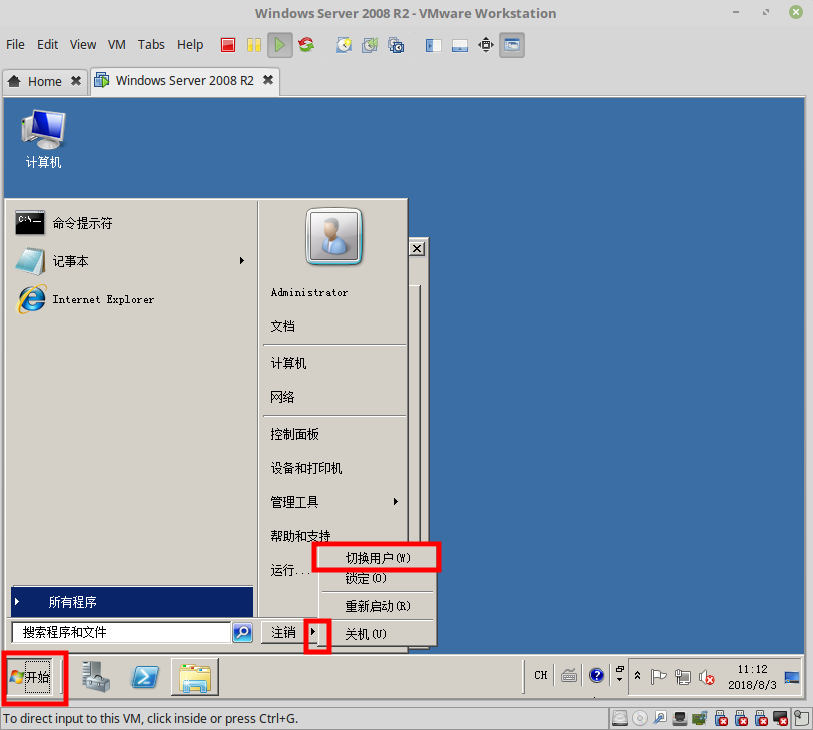 Windows Server 2008 R2 - VMware Workstation
File Edit View VM Tabs Help
Home Windows Server 2008 R2
计算机
命令提示符
记事本
Internet Explorer
Administrator
文档
计算机
网络
控制面板
设备和打印机
管理工具
帮助和支持
运行...
切换用户(W)
锁定(O)
重新启动(R)
关机(U)
所有程序
搜索程序和文件
注销
开始
CH
11:12
2018/8/3
To direct input to this VM, click inside or press Ctrl+G.